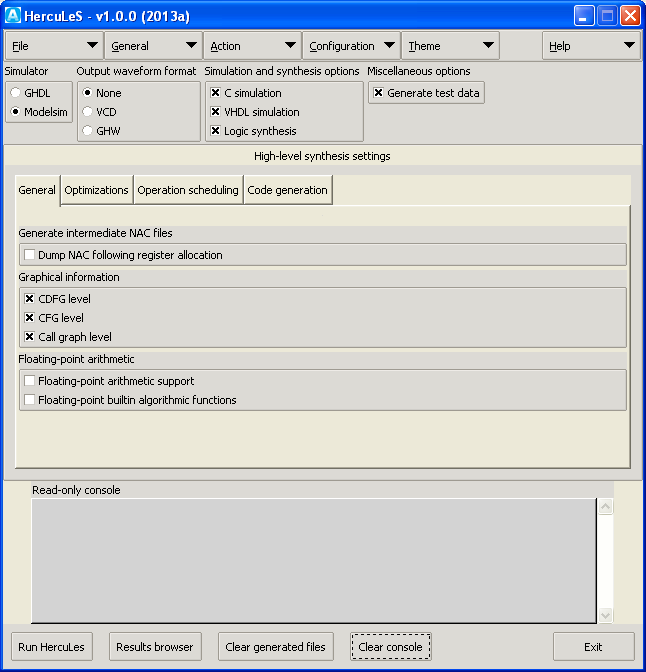 HercuLeS - v1.0.0 (2013a)
File General Action Configuration Theme Help
Simulator Output waveform format Simulation and synthesis options Miscellaneous options
GHDL None C simulation Generate test data
Modelsim VCD VHDL simulation
GHW Logic synthesis
High-level synthesis settings
General Optimizations Operation scheduling Code generation
Generate intermediate NAC files
Dump NAC following register allocation
Graphical information
CDFG level
CFG level
Call graph level
Floating-point arithmetic
Floating-point arithmetic support
Floating-point builtin algorithmic functions
Read-only console
Run HercuLes Results browser Clear generated files Clear console Exit